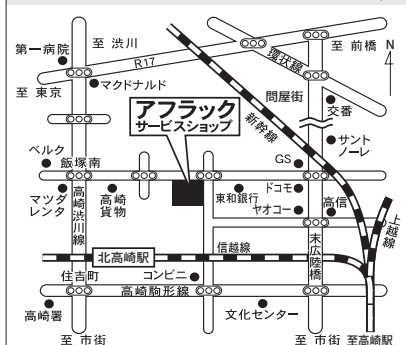 至 渋川
第一病院
R17
至 東京
マクドナルド
環状線
至 前橋
N
問屋街
交番
新幹線
アフラック
サービスショップ
サント
ノーレ
ベルク
飯塚南
GS
マツダ
レンタ
高崎渋川線
高崎
貨物
東和銀行
ドコモ
ヤオコー
高信
上越線
北高崎駅
信越線
末広陸橋
住吉町
コンビニ
高崎駒形線
高崎署
文化センター
至 市街
至 市街
至高崎駅